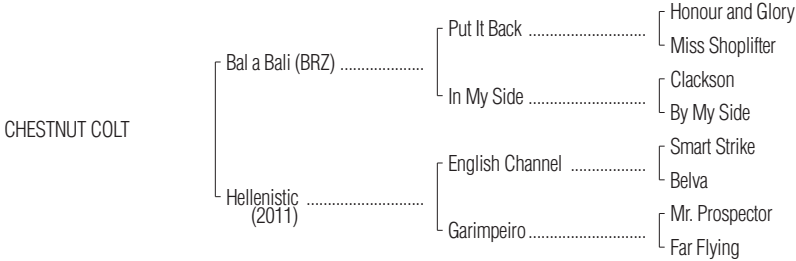 Honour and Glory
Put It Back ............................
Miss Shoplifter
Bal a Bali (BRZ) ....................
Clackson
In My Side ............................
By My Side
CHESTNUT COLT
Smart Strike
English Channel ..................
Belva
Hellenistic ............................
(2011)
Mr. Prospector
Garimpeiro ............................
Far Flying